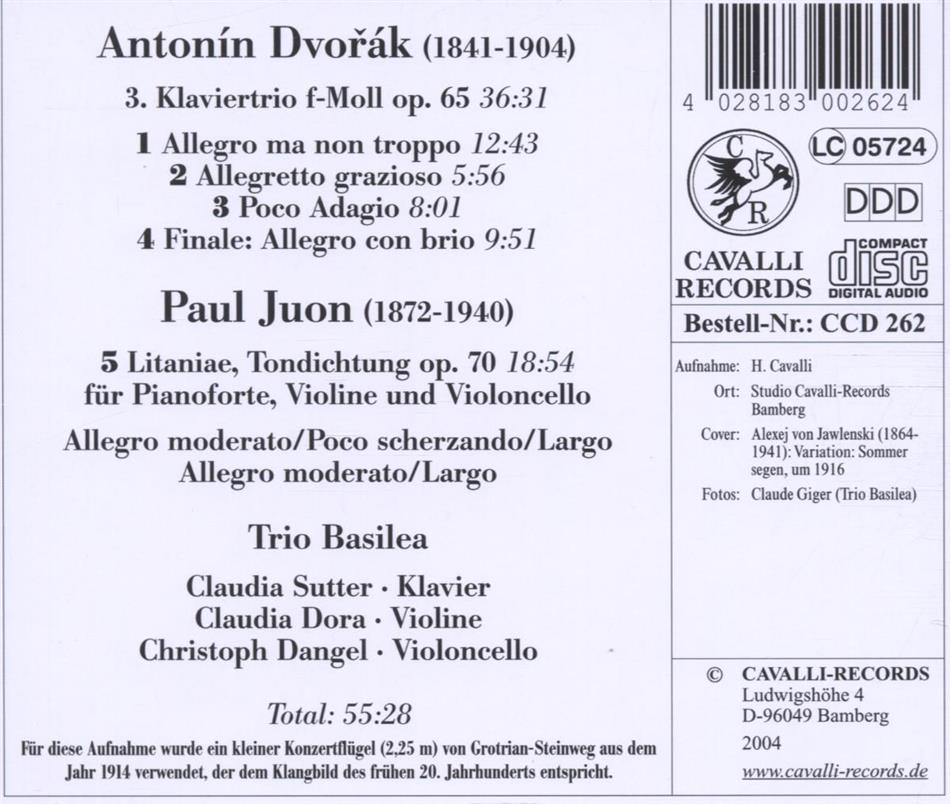 Antonín Dvořák (1841-1904)
3. Klaviertrio f-Moll op. 65 36:31
1 Allegro ma non troppo 12:43
2 Allegretto grazioso 5:56
3 Poco Adagio 8:01
4 Finale: Allegro con brio 9:51
Paul Juon (1872-1940)
5 Litaniae, Tondichtung op. 70 18:54
für Pianoforte, Violine und Violoncello
Allegro moderato/Poco scherzando/Largo
Allegro moderato/Largo
Trio Basilea
Claudia Sutter · Klavier
Claudia Dora · Violine
Christoph Dangel · Violoncello
Total: 55:28
Für diese Aufnahme wurde ein kleiner Konzertflügel (2,25 m) von Grotrian-Steinweg aus dem
Jahr 1914 verwendet, der dem Klangbild des frühen 20. Jahrhunderts entspricht.
4 028183 002624
C R
LC 05724
DDD
CAVALLI
RECORDS
COMPACT
disc
DIGITAL AUDIO
Bestell-Nr.: CCD 262
Aufnahme: H. Cavalli
Ort: Studio Cavalli-Records
Bamberg
Cover: Alexej von Jawlenski (1864-
1941): Variation: Sommer
segen, um 1916
Fotos: Claude Giger (Trio Basilea)
© CAVALLI-RECORDS
Ludwigshöhe 4
D-96049 Bamberg
2004
www.cavalli-records.de